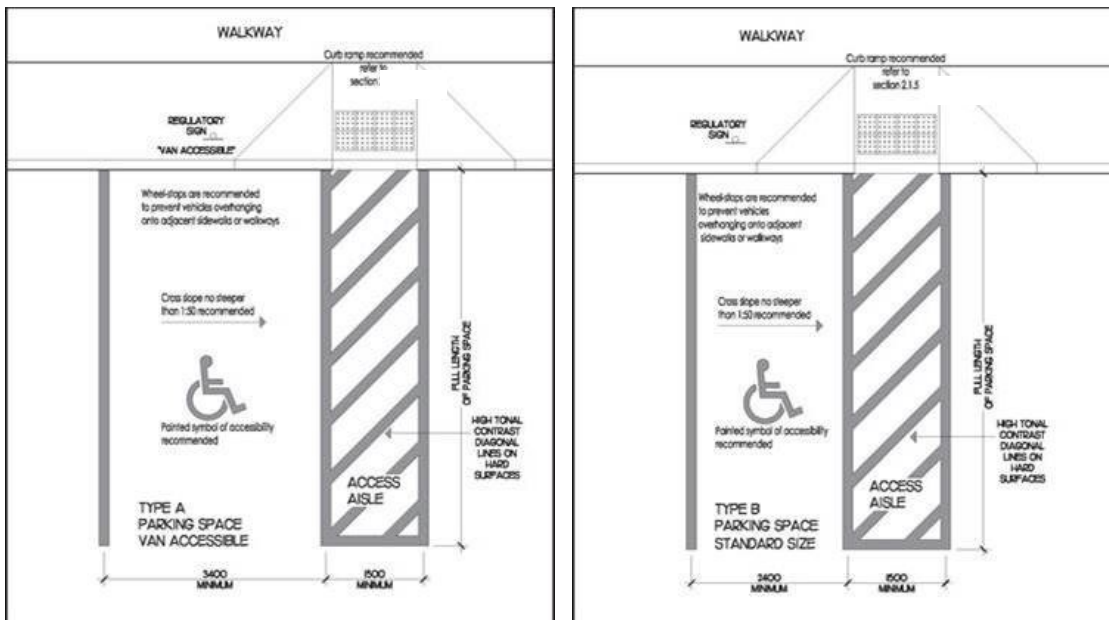 WALKWAY
Curb ramp recommended
refer to
section
REGULATORY
SIGN
"VAN ACCESSIBLE"
Wheel-stops are recommended
to prevent vehicles overhanging
onto adjacent sidewalks or walkways
Cross slope no steeper
than 1:50 recommended
Painted symbol of accessibility
recommended
FULL LENGTH
OF PARKING SPACE
HIGH TONAL
CONTRAST
DIAGONAL
LINES ON
HARD
SURFACES
ACCESS
AISLE
TYPE A
PARKING SPACE
VAN ACCESSIBLE
3400
MINIMUM
1500
MINIMUM
WALKWAY
Curb ramp recommended
refer to
section 2.1.5
REGULATORY
SIGN
Wheel-stops are recommended
to prevent vehicles
overhanging onto adjacent
sidewalks or walkways
Cross slope no steeper
than 1:50 recommended
Painted symbol of accessibility
recommended
FULL LENGTH
OF PARKING SPACE
HIGH TONAL
CONTRAST
DIAGONAL
LINES ON
HARD
SURFACES
ACCESS
AISLE
TYPE B
PARKING SPACE
STANDARD SIZE
2400
MINIMUM
1500
MINIMUM